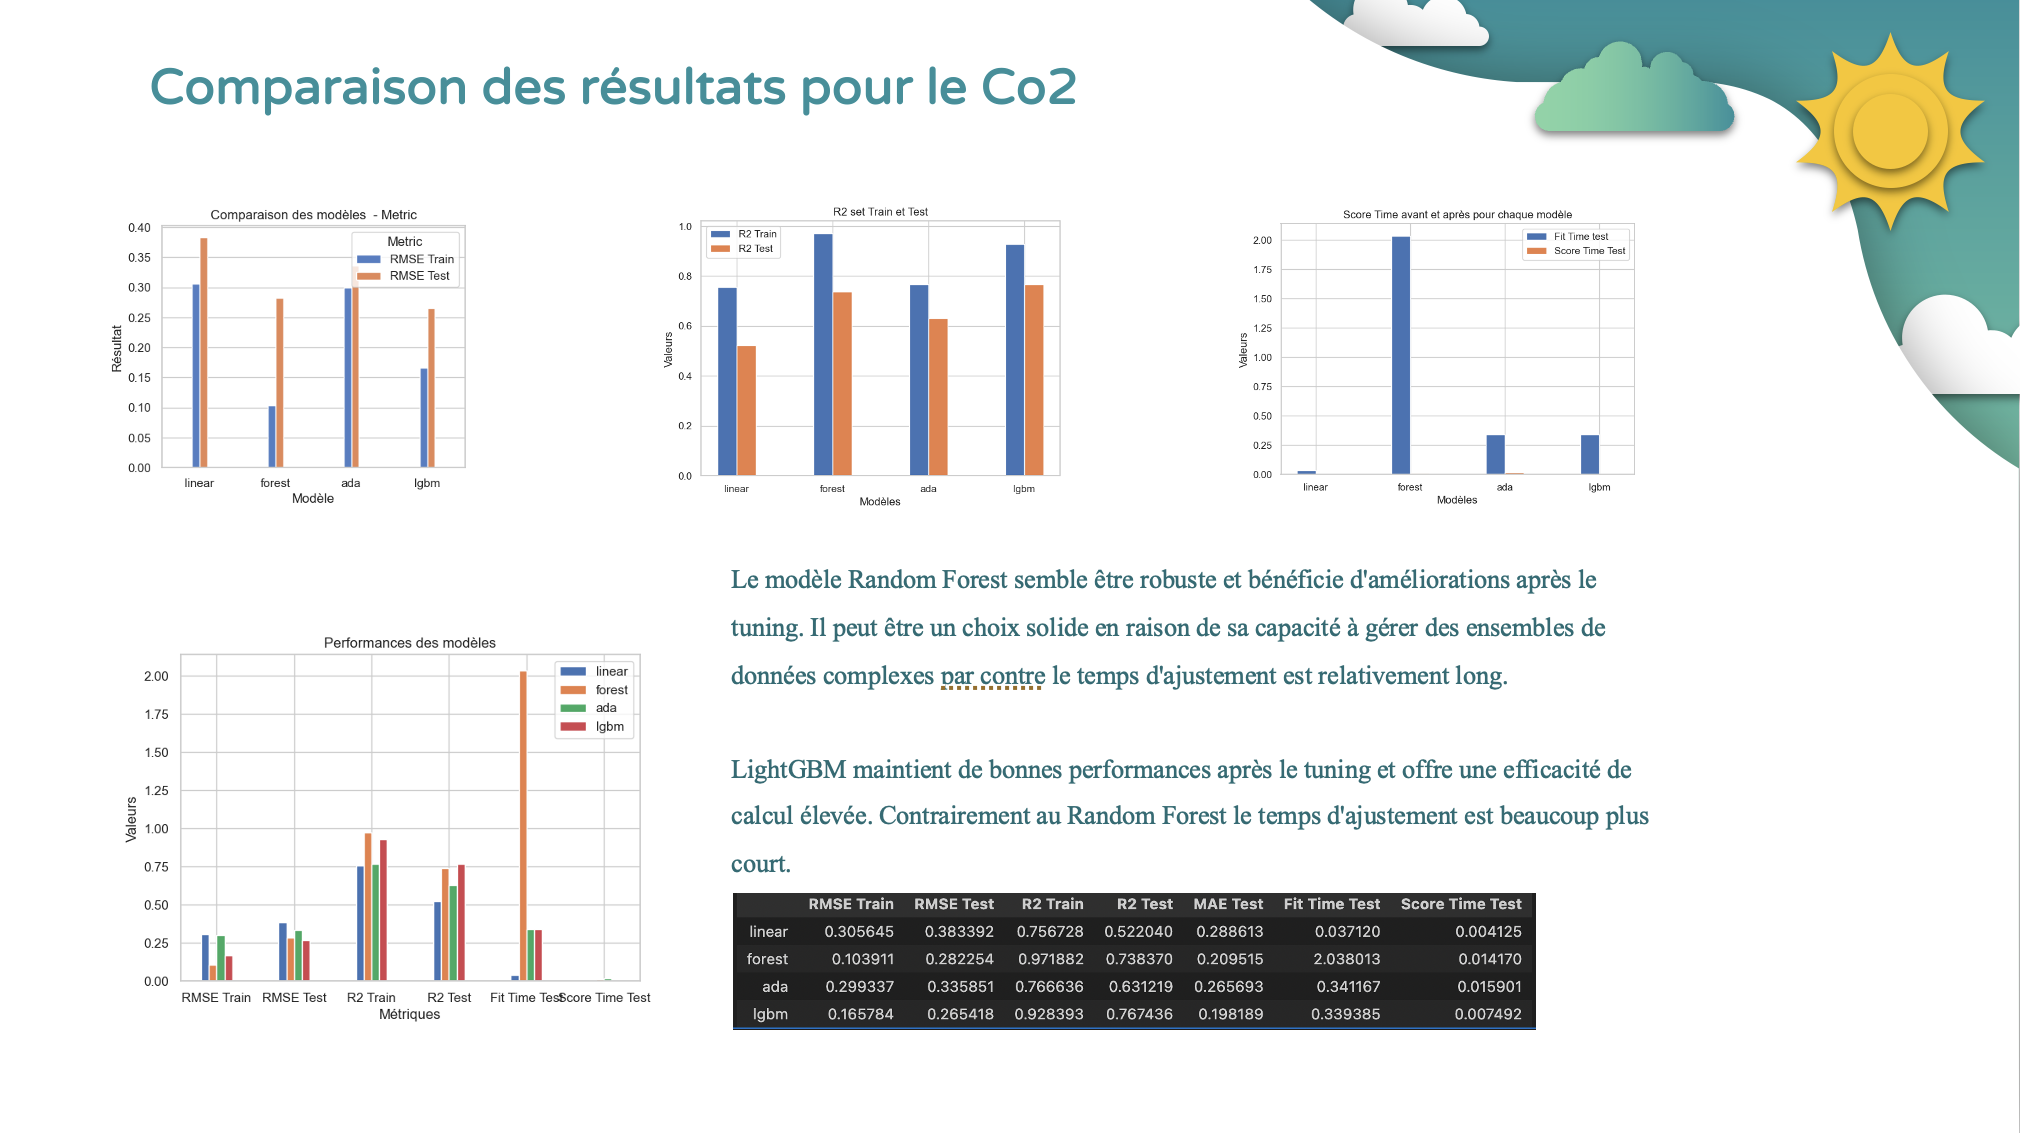 Comparaison des résultats pour le Co2
Comparaison des modèles - Metric
Metric
RMSE Train
RMSE Test
0.40
0.35
0.30
0.25
0.20
0.15
0.10
0.05
0.00
Résultat
linear forest ada lgbm
Modèle
R2 set Train et Test
R2 Train
R2 Test
1.0
0.8
0.6
0.4
0.2
0.0
Valeurs
linear forest ada lgbm
Modèles
Score Time avant et après pour chaque modèle
Fit Time test
Score Time Test
2.00
1.75
1.50
1.25
1.00
0.75
0.50
0.25
0.00
Valeurs
linear forest ada lgbm
Modèles
Performances des modèles
linear
forest
ada
lgbm
2.00
1.75
1.50
1.25
1.00
0.75
0.50
0.25
0.00
Valeurs
RMSE Train RMSE Test R2 Train R2 Test Fit Time Test Score Time Test
Métriques
Le modèle Random Forest semble être robuste et bénéficie d'améliorations après le
tuning. Il peut être un choix solide en raison de sa capacité à gérer des ensembles de
données complexes par contre le temps d'ajustement est relativement long.
LightGBM maintient de bonnes performances après le tuning et offre une efficacité de
calcul élevée. Contrairement au Random Forest le temps d'ajustement est beaucoup plus
court.
RMSE Train RMSE Test R2 Train R2 Test MAE Test Fit Time Test Score Time Test
linear 0.305645 0.383392 0.756728 0.522040 0.288613 0.037120 0.004125
forest 0.103911 0.282254 0.971882 0.738370 0.209515 2.038013 0.014170
ada 0.299337 0.335851 0.766636 0.631219 0.265693 0.341167 0.015901
lgbm 0.165784 0.265418 0.928393 0.767436 0.198189 0.339385 0.007492